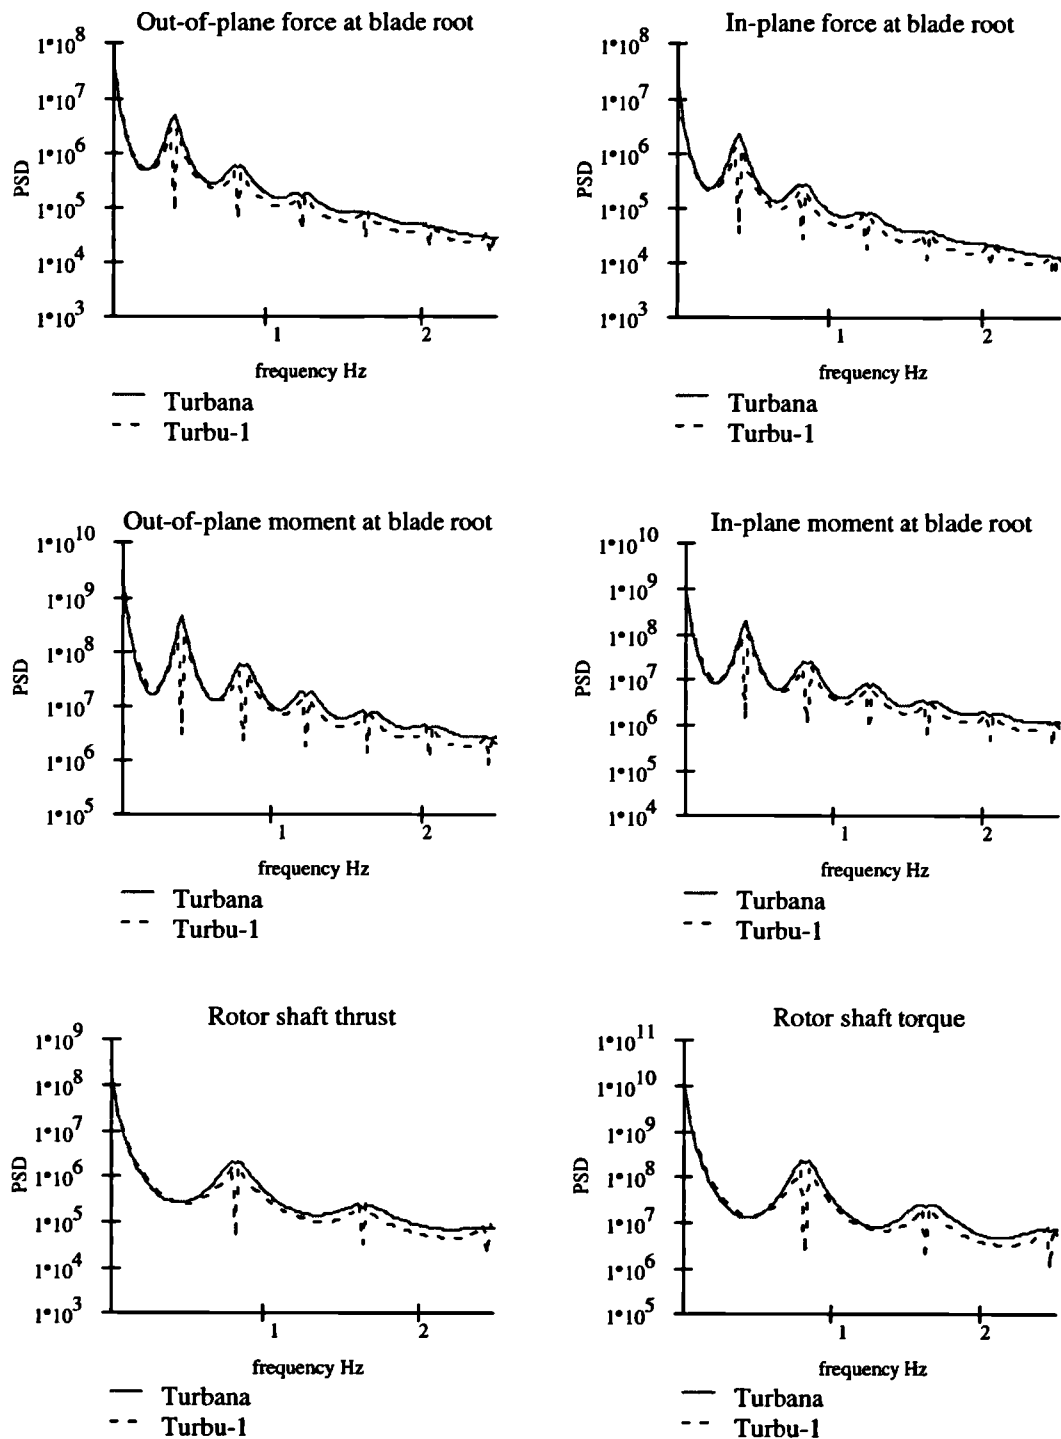 Out-of-plane force at blade root
1•10^8
1•10^7
1•10^6
1•10^5
1•10^4
1•10^3
PSD
1
2
frequency Hz
Turbana
Turbu-1
In-plane force at blade root
1•10^8
1•10^7
1•10^6
1•10^5
1•10^4
1•10^3
PSD
1
2
frequency Hz
Turbana
Turbu-1
Out-of-plane moment at blade root
1•10^10
1•10^9
1•10^8
1•10^7
1•10^6
1•10^5
PSD
1
2
frequency Hz
Turbana
Turbu-1
In-plane moment at blade root
1•10^10
1•10^9
1•10^8
1•10^7
1•10^6
1•10^5
1•10^4
PSD
1
2
frequency Hz
Turbana
Turbu-1
Rotor shaft thrust
1•10^9
1•10^8
1•10^7
1•10^6
1•10^5
1•10^4
1•10^3
PSD
1
2
frequency Hz
Turbana
Turbu-1
Rotor shaft torque
1•10^11
1•10^10
1•10^9
1•10^8
1•10^7
1•10^6
1•10^5
PSD
1
2
frequency Hz
Turbana
Turbu-1